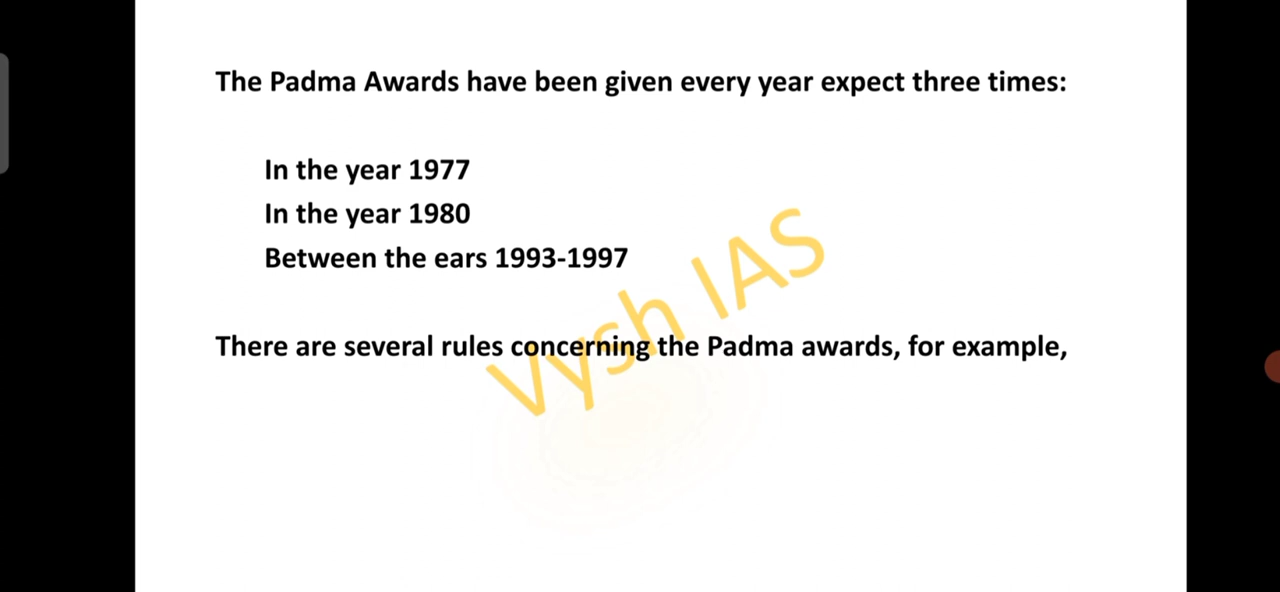 The Padma Awards have been given every year expect three times:
In the year 1977
In the year 1980
Between the ears 1993-1997
Vysh IAS
There are several rules concerning the Padma awards, for example,